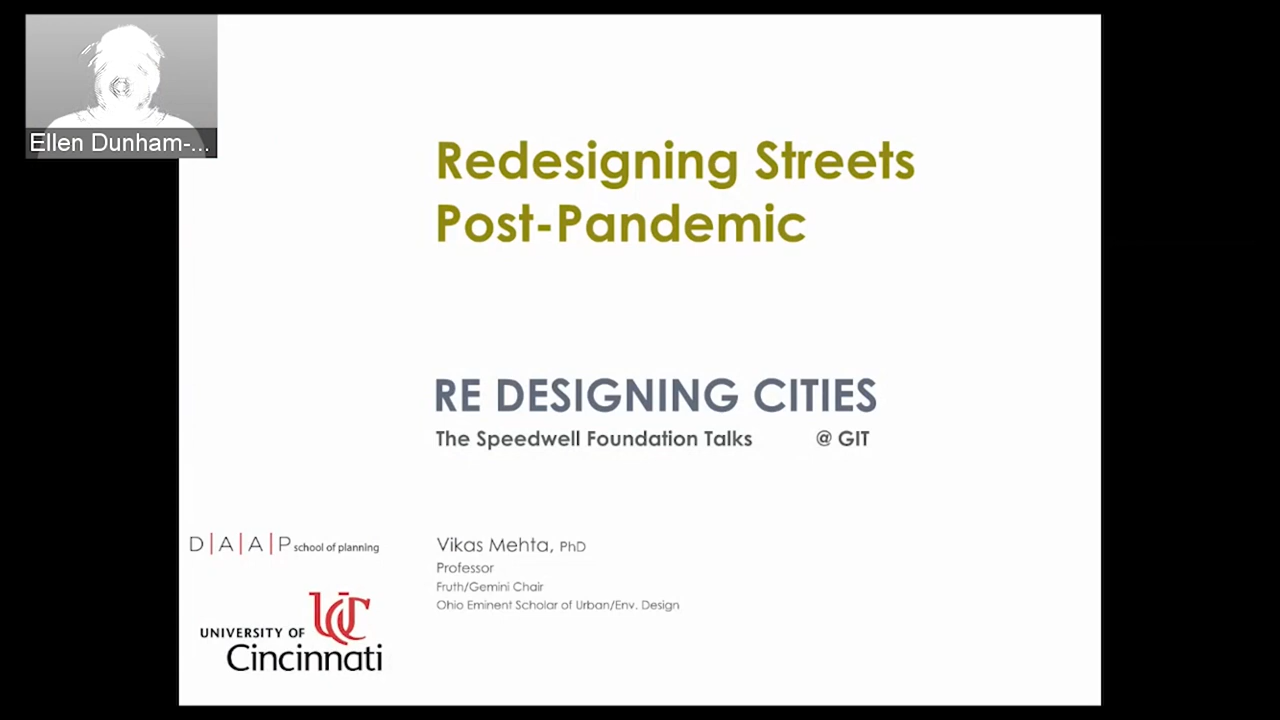 Ellen Dunham-...
Redesigning Streets
Post-Pandemic
RE DESIGNING CITIES
The Speedwell Foundation Talks @ GIT
D|A|A|P school of planning
UNIVERSITY OF
Cincinnati
UC
Vikas Mehta, PhD
Professor
Fruth/Gemini Chair
Ohio Eminent Scholar of Urban/Env. Design